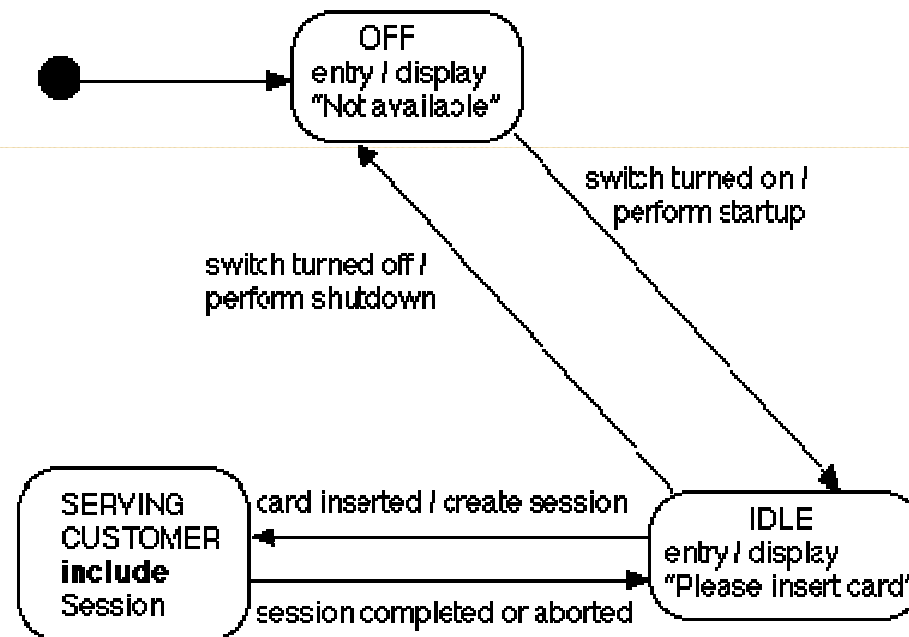 OFF
entry / display
"Not available"
switch turned on /
perform startup
switch turned off /
perform shutdown
SERVING
CUSTOMER
include
Session
card inserted / create session
session completed or aborted
IDLE
entry / display
"Please insert card"